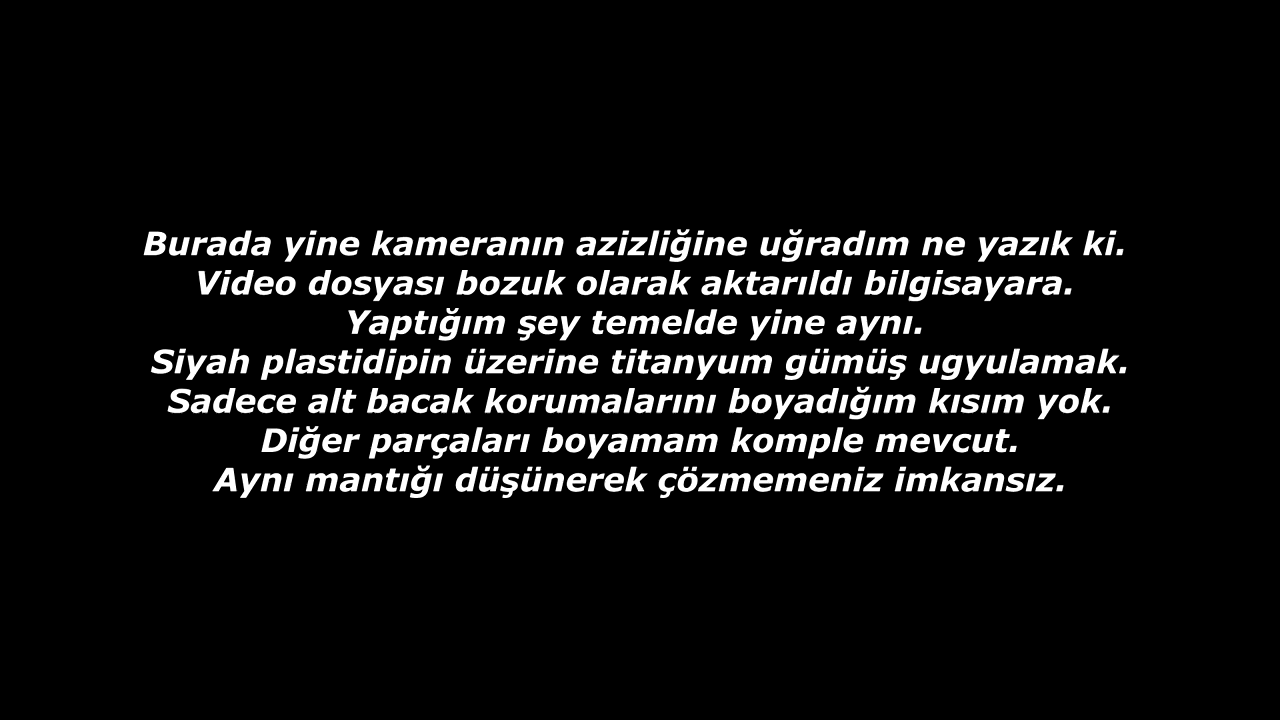 Burada yine kameranın azizliğine uğradım ne yazık ki.
Video dosyası bozuk olarak aktarıldı bilgisayara.
Yaptığım şey temelde yine aynı.
Siyah plastidipin üzerine titanyum gümüş ugyulamak.
Sadece alt bacak korumalarını boyadığım kısım yok.
Diğer parçaları boyamam komple mevcut.
Aynı mantığı düşünerek çözmemeniz imkansız.